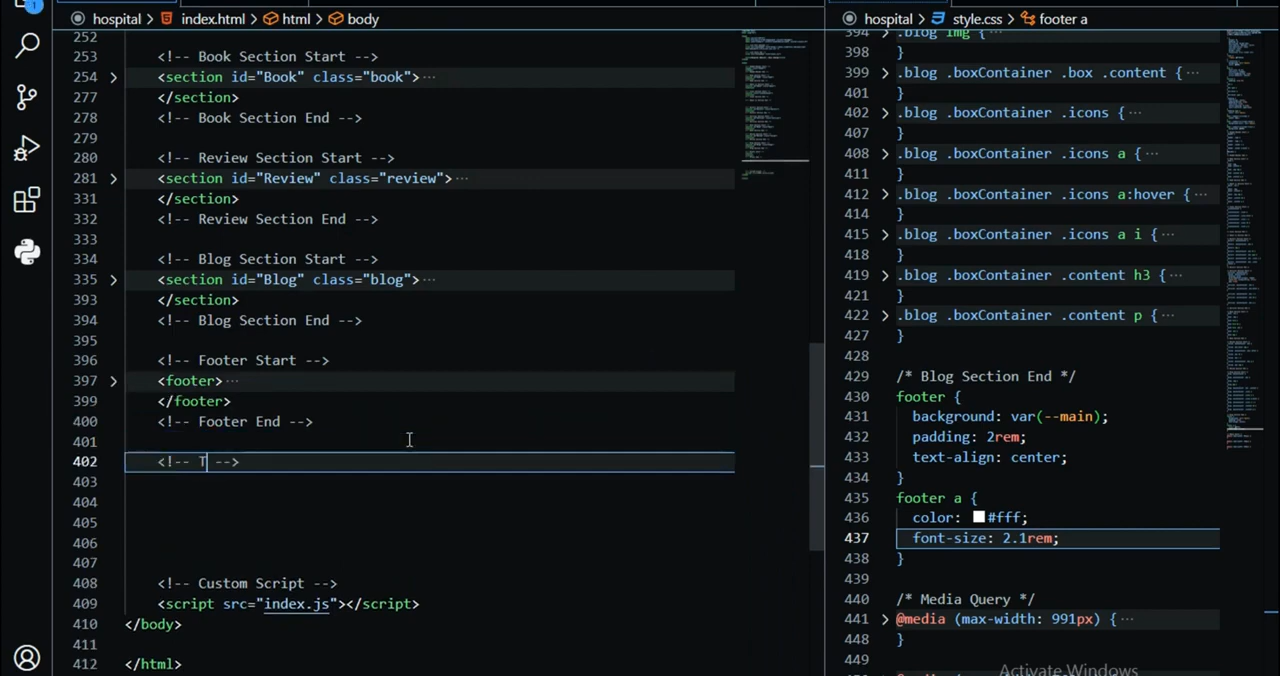 1
hospital > index.html > html > body
252
253 <!-- Book Section Start -->
254 <section id="Book" class="book"> ...
277 </section>
278 <!-- Book Section End -->
279
280 <!-- Review Section Start -->
281 <section id="Review" class="review"> ...
331 </section>
332 <!-- Review Section End -->
333
334 <!-- Blog Section Start -->
335 <section id="Blog" class="blog"> ...
393 </section>
394 <!-- Blog Section End -->
395
396 <!-- Footer Start -->
397 <footer> ...
399 </footer>
400 <!-- Footer End -->
401
402 <!-- T -->
403
404
405
406
407
408 <!-- Custom Script -->
409 <script src="index.js"></script>
410 </body>
411
412 </html>
hospital > style.css > footer a
394 .blog img { ...
398 }
399 .blog .boxContainer .box .content { ...
401 }
402 .blog .boxContainer .icons { ...
407 }
408 .blog .boxContainer .icons a { ...
411 }
412 .blog .boxContainer .icons a:hover { ...
414 }
415 .blog .boxContainer .icons a i { ...
418 }
419 .blog .boxContainer .content h3 { ...
421 }
422 .blog .boxContainer .content p { ...
427 }
428
429 /* Blog Section End */
430 footer {
431 background: var(--main);
432 padding: 2rem;
433 text-align: center;
434 }
435 footer a {
436 color: #fff;
437 font-size: 2.1rem;
438 }
439
440 /* Media Query */
441 @media (max-width: 991px) { ...
448 }
449
Activate Windows